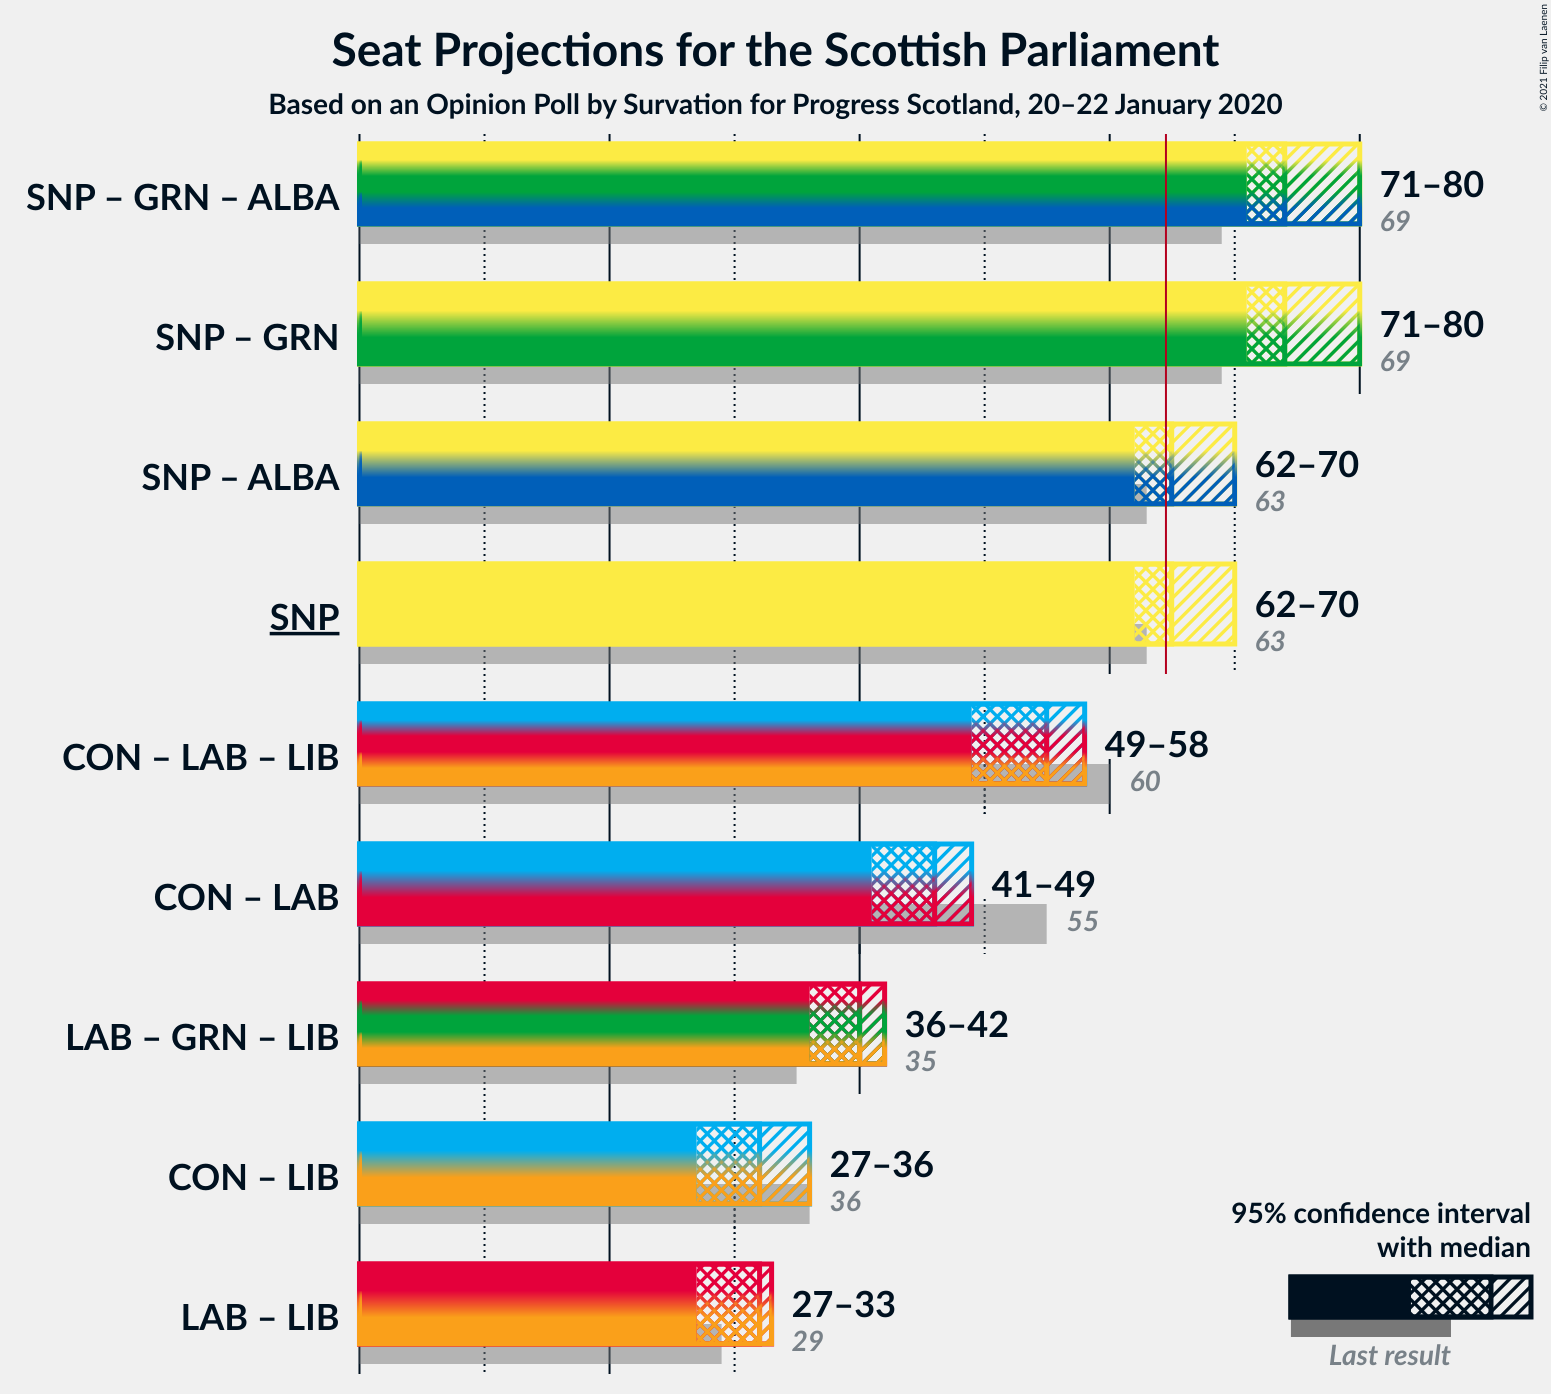 Seat Projections for the Scottish Parliament
Based on an Opinion Poll by Survation for Progress Scotland, 20–22 January 2020
© 2021 Filip van Laenen
SNP – GRN – ALBA
71–80
69
SNP – GRN
71–80
69
SNP – ALBA
62–70
63
SNP
62–70
63
CON – LAB – LIB
49–58
60
CON – LAB
41–49
55
LAB – GRN – LIB
36–42
35
CON – LIB
27–36
36
LAB – LIB
27–33
29
95% confidence interval
with median
Last result